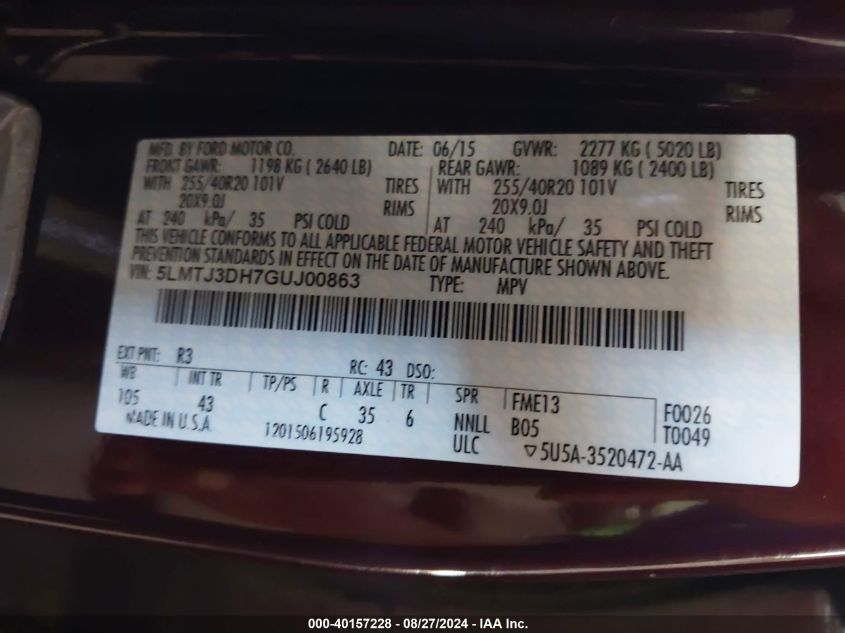 MFD. BY FORD MOTOR CO. DATE: 06/15 GVWR: 2277 KG ( 5020 LB)
FRONT GAWR: 1198 KG ( 2640 LB) REAR GAWR: 1089 KG ( 2400 LB)
WITH 255/40R20 101V TIRES WITH 255/40R20 101V TIRES
20X9.0J RIMS 20X9.0J RIMS
AT 240 kPa/ 35 PSI COLD AT 240 kPa/ 35 PSI COLD
THIS VEHICLE CONFORMS TO ALL APPLICABLE FEDERAL MOTOR VEHICLE SAFETY AND THEFT
PREVENTION STANDARDS IN EFFECT ON THE DATE OF MANUFACTURE SHOWN ABOVE.
VIN: 5LMTJ3DH7GUJ00863 TYPE: MPV
EXT PNT: R3 RC: 43 DSO:
WB INT TR TP/PS R AXLE TR SPR FME13 F0026
105 43 C 35 6 NNLL B05 T0049
MADE IN U.S.A. 1201506195928 ULC ▽5U5A-3520472-AA
000-40157228 - 08/27/2024 - IAA Inc.